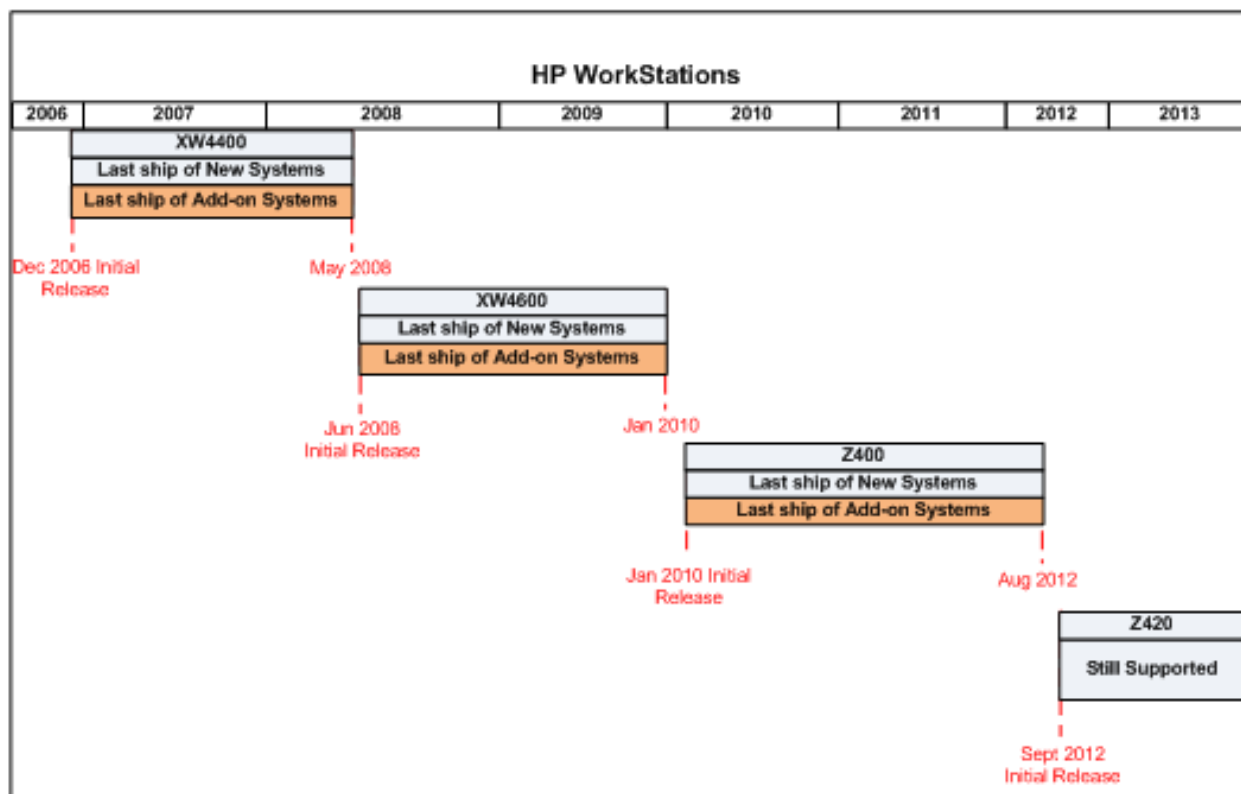 HP WorkStations
2006 2007 2008 2009 2010 2011 2012 2013
XW4400
Last ship of New Systems
Last ship of Add-on Systems
Dec 2006 Initial
Release
May 2008
XW4600
Last ship of New Systems
Last ship of Add-on Systems
Jun 2008
Initial Release
Jan 2010
Z400
Last ship of New Systems
Last ship of Add-on Systems
Jan 2010 Initial
Release
Aug 2012
Z420
Still Supported
Sept 2012
Initial Release